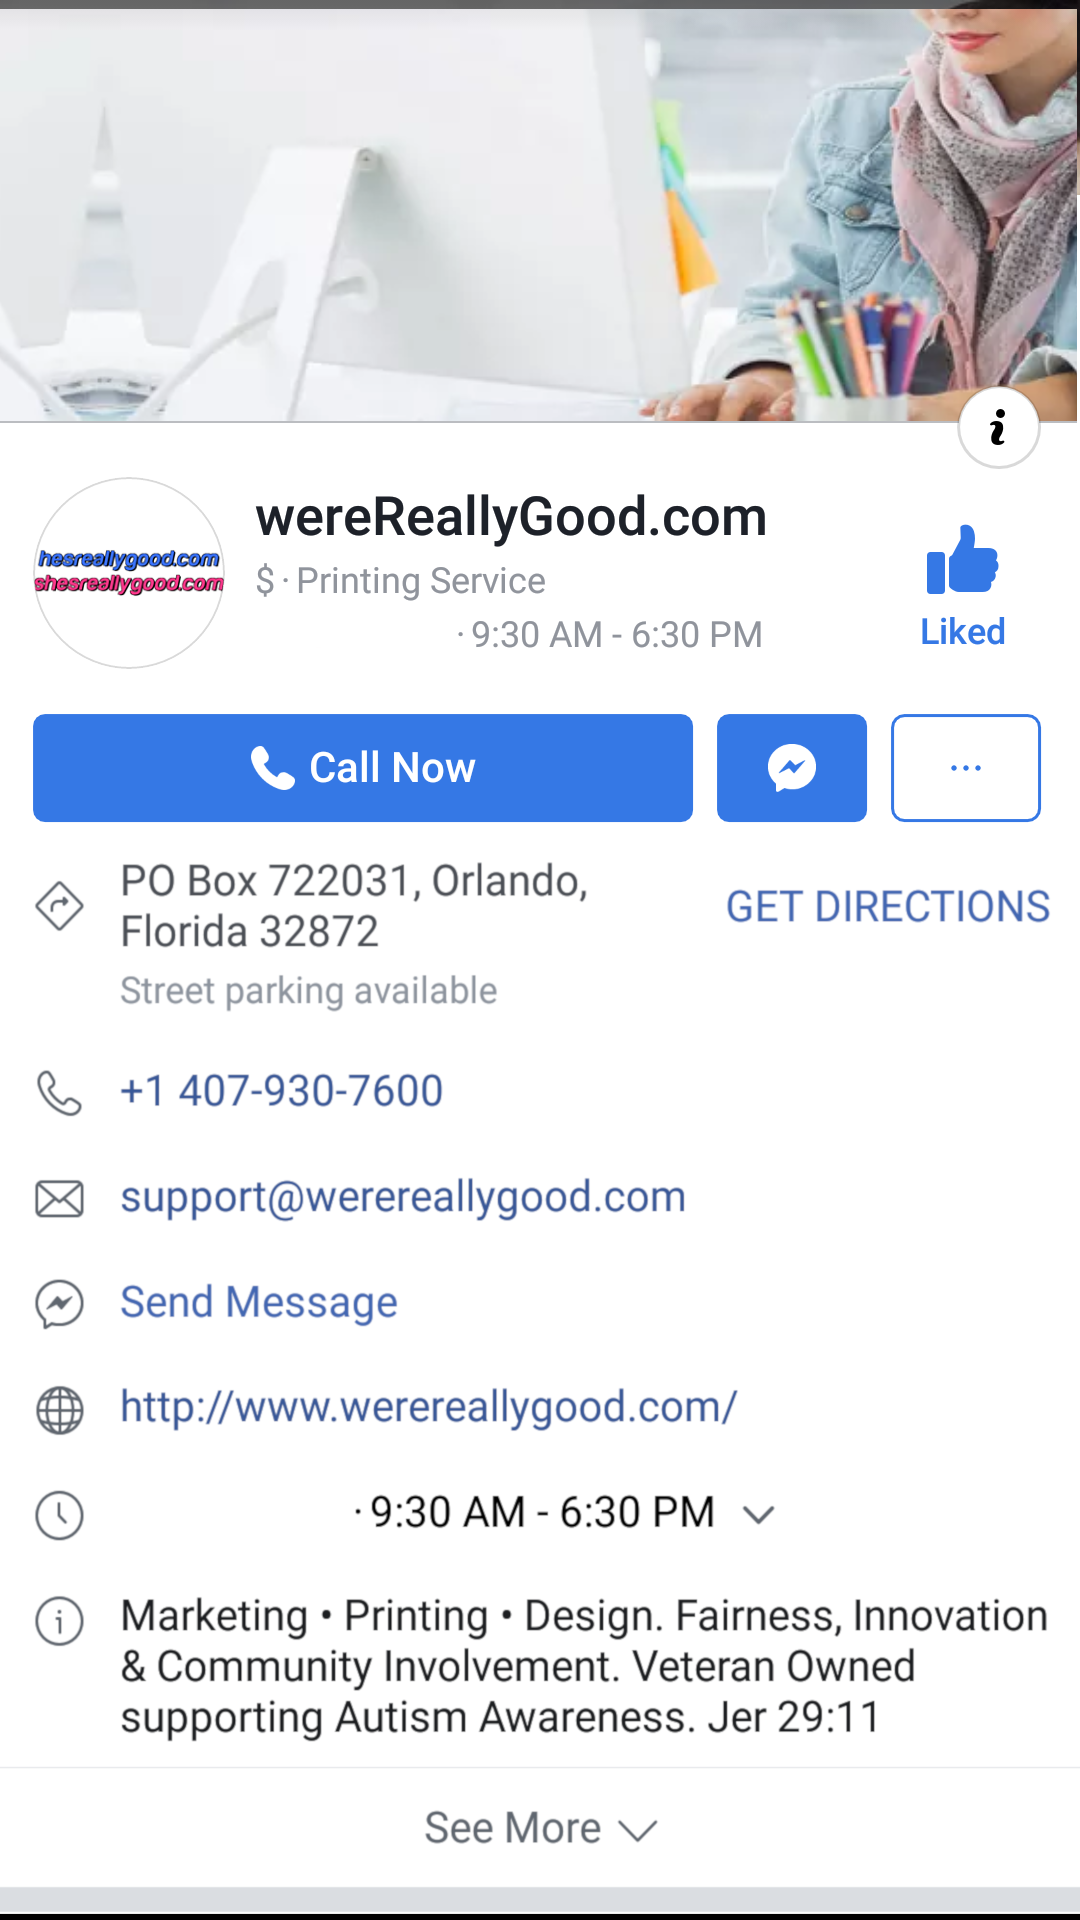 hesreallygood.com
shesreallygood.com
wereReallyGood.com
$ · Printing Service
· 9:30 AM - 6:30 PM
Liked
Call Now
PO Box 722031, Orlando,
Florida 32872
GET DIRECTIONS
Street parking available
+1 407-930-7600
support@werereallygood.com
Send Message
http://www.werereallygood.com/
· 9:30 AM - 6:30 PM
Marketing • Printing • Design. Fairness, Innovation
& Community Involvement. Veteran Owned
supporting Autism Awareness. Jer 29:11
See More